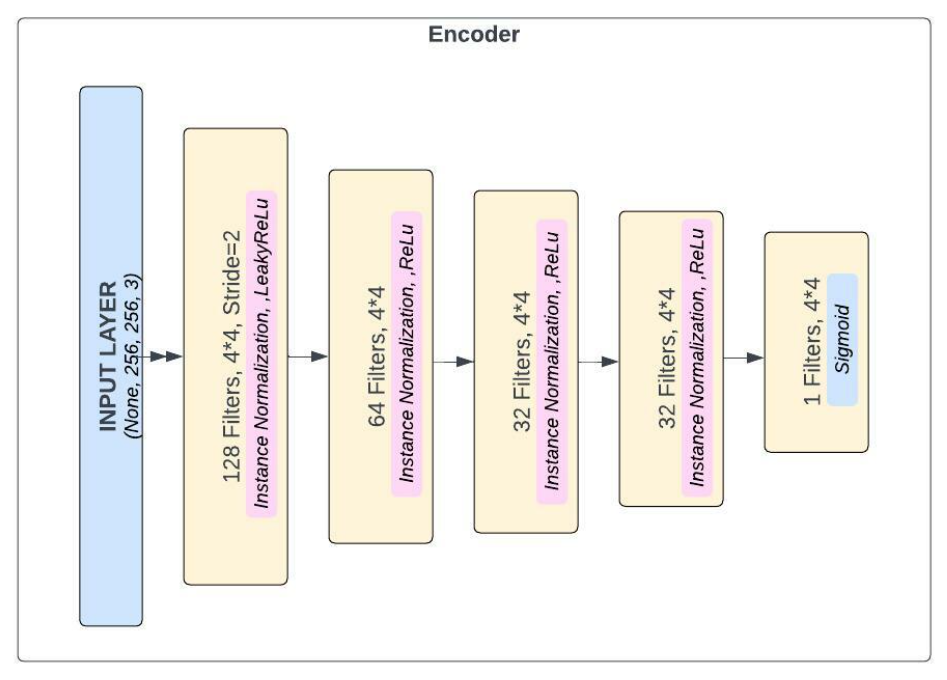 Encoder
INPUT LAYER
(None, 256, 256, 3)
128 Filters, 4*4, Stride=2
Instance Normalization, ,LeakyReLu
64 Filters, 4*4
Instance Normalization, ,ReLu
32 Filters, 4*4
Instance Normalization, ,ReLu
32 Filters, 4*4
Instance Normalization, ,ReLu
1 Filters, 4*4
Sigmoid